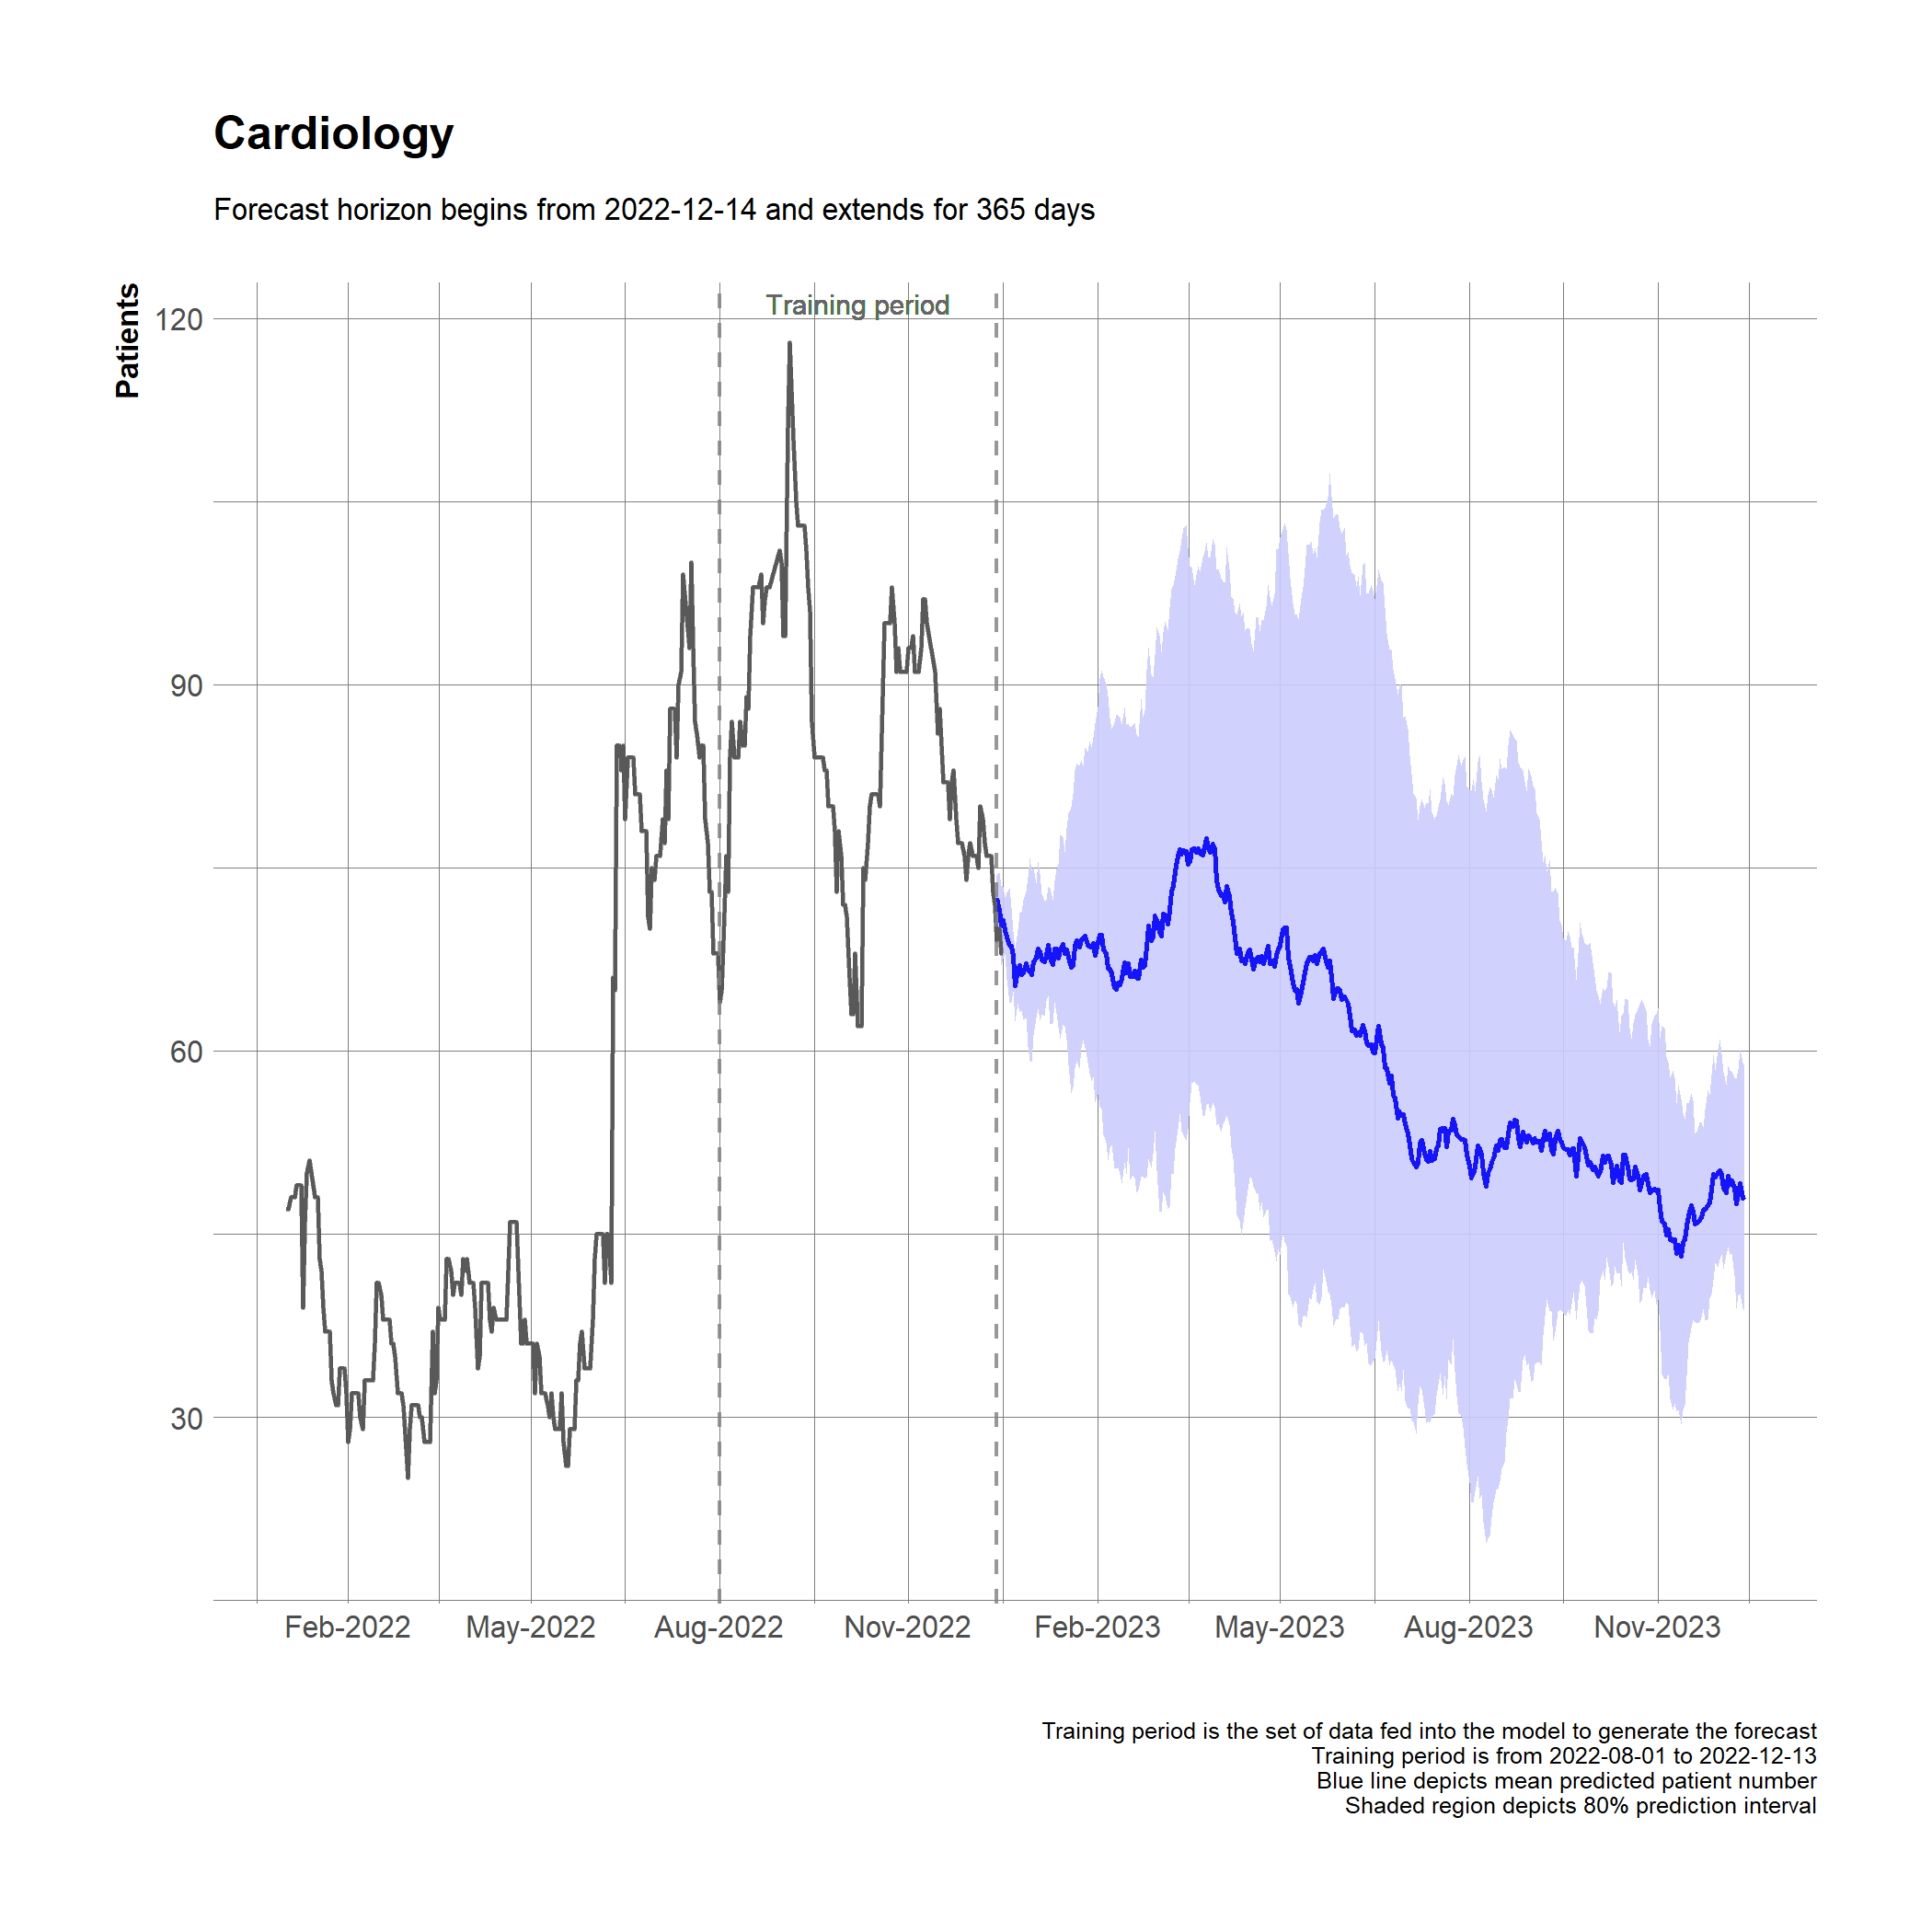 Cardiology
Forecast horizon begins from 2022-12-14 and extends for 365 days
Patients
Training period
120
90
60
30
Feb-2022 May-2022 Aug-2022 Nov-2022 Feb-2023 May-2023 Aug-2023 Nov-2023
Training period is the set of data fed into the model to generate the forecast
Training period is from 2022-08-01 to 2022-12-13
Blue line depicts mean predicted patient number
Shaded region depicts 80% prediction interval